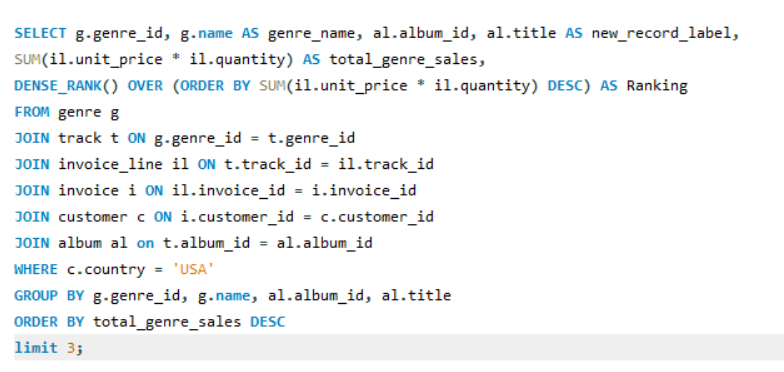 SELECT g.genre_id, g.name AS genre_name, al.album_id, al.title AS new_record_label,
SUM(il.unit_price * il.quantity) AS total_genre_sales,
DENSE_RANK() OVER (ORDER BY SUM(il.unit_price * il.quantity) DESC) AS Ranking
FROM genre g
JOIN track t ON g.genre_id = t.genre_id
JOIN invoice_line il ON t.track_id = il.track_id
JOIN invoice i ON il.invoice_id = i.invoice_id
JOIN customer c ON i.customer_id = c.customer_id
JOIN album al on t.album_id = al.album_id
WHERE c.country = 'USA'
GROUP BY g.genre_id, g.name, al.album_id, al.title
ORDER BY total_genre_sales DESC
limit 3;